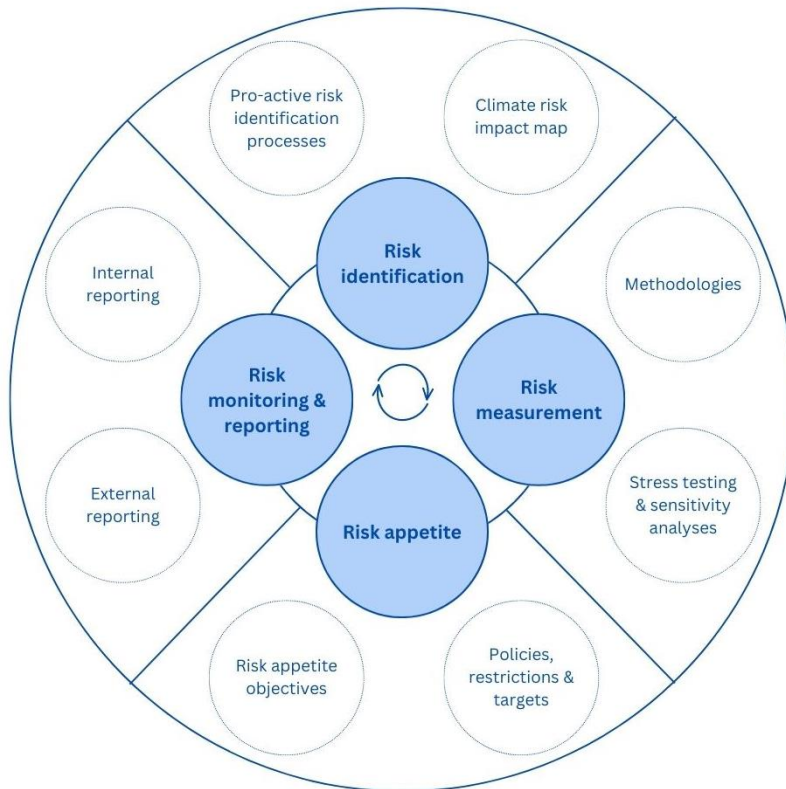 Pro-active risk
identification
processes
Climate risk
impact map
Risk
identification
Internal
reporting
Methodologies
Risk
monitoring &
reporting
Risk
measurement
External
reporting
Stress testing
& sensitivity
analyses
Risk appetite
Risk appetite
objectives
Policies,
restrictions &
targets